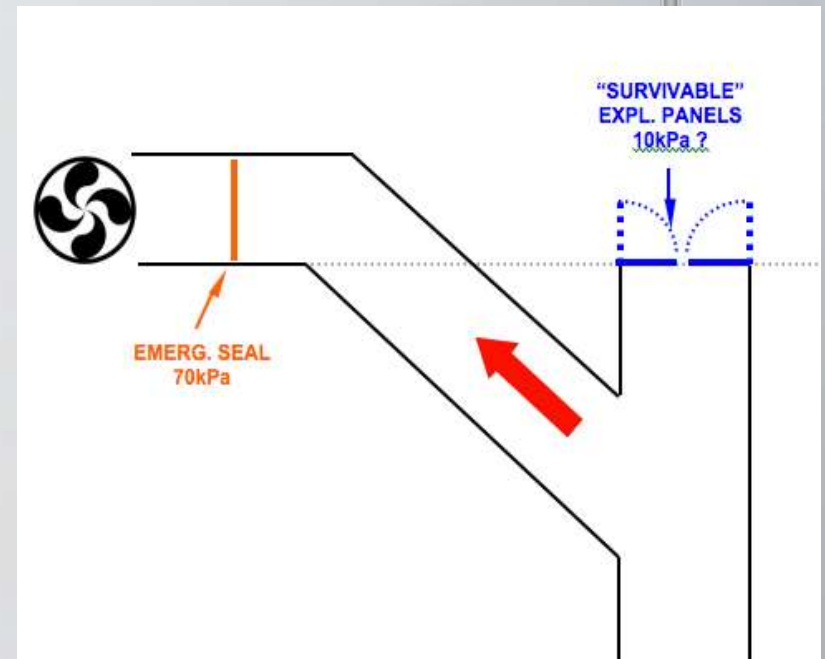 “SURVIVABLE”
EXPL. PANELS
10kPa ?
EMERG. SEAL
70kPa